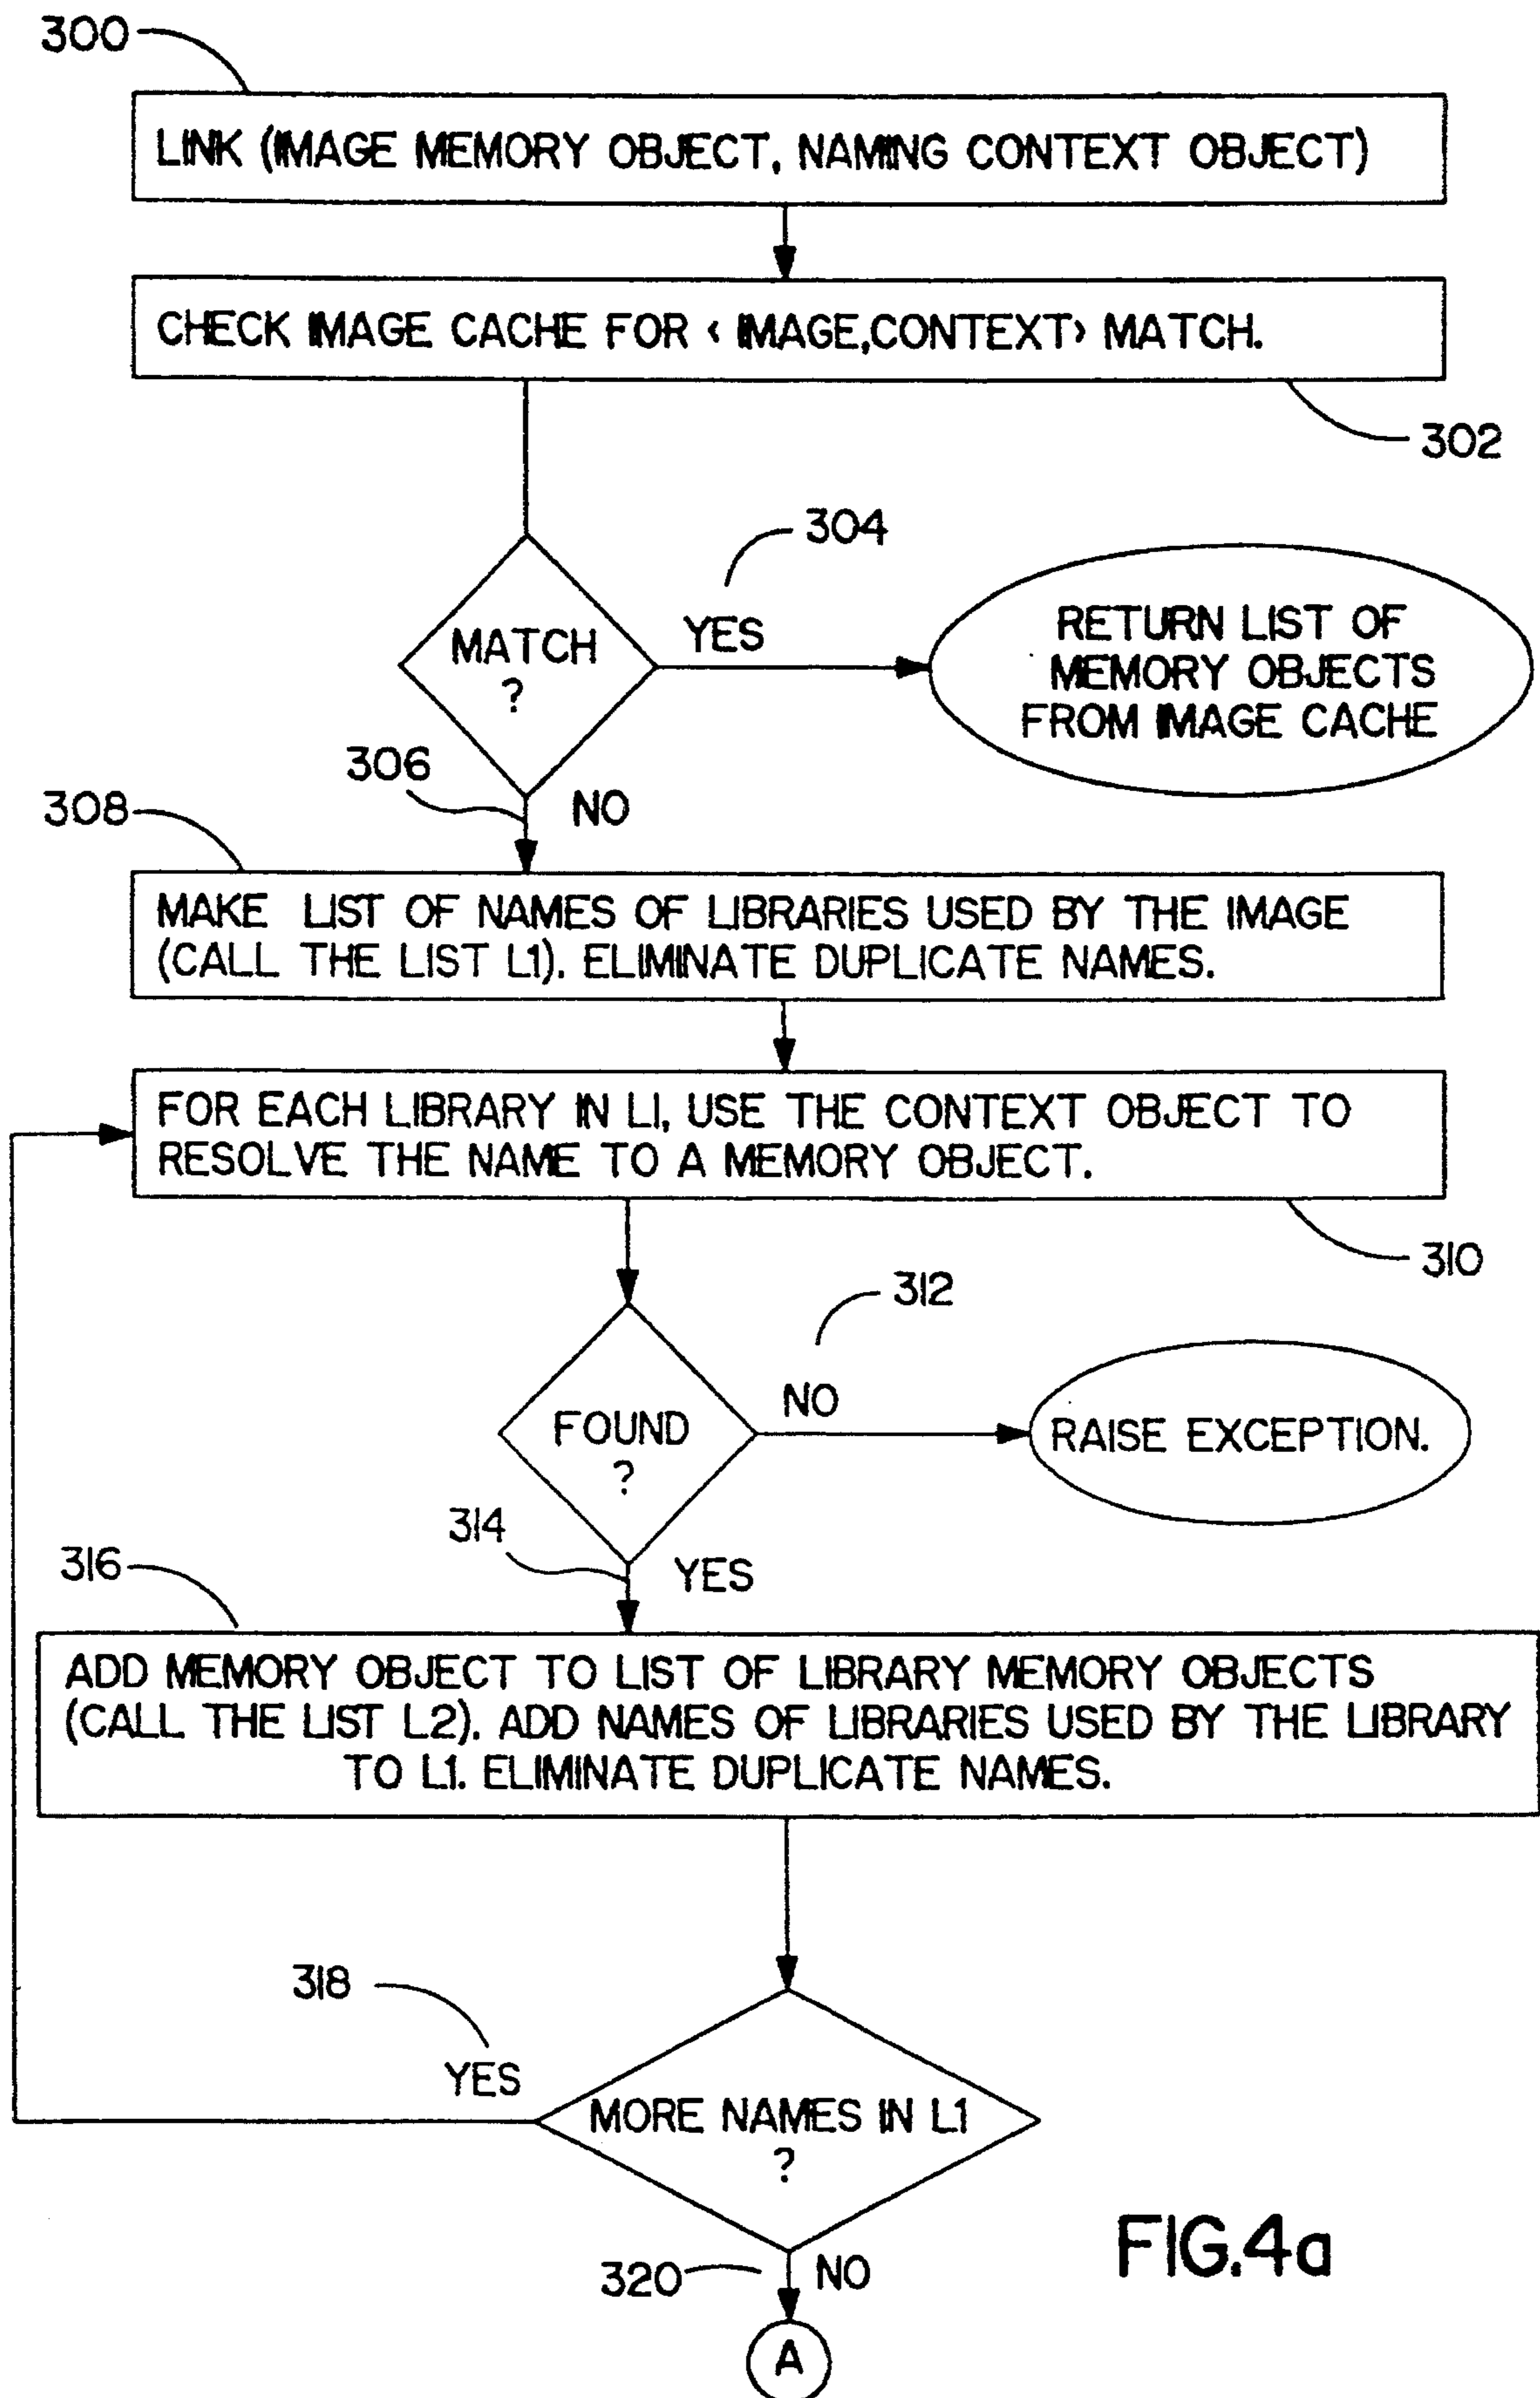 300
LINK (IMAGE MEMORY OBJECT, NAMING CONTEXT OBJECT)
CHECK IMAGE CACHE FOR < IMAGE,CONTEXT> MATCH.
302
304
MATCH
?
YES
RETURN LIST OF
MEMORY OBJECTS
FROM IMAGE CACHE
306
NO
308
MAKE LIST OF NAMES OF LIBRARIES USED BY THE IMAGE
(CALL THE LIST L1). ELIMINATE DUPLICATE NAMES.
FOR EACH LIBRARY IN L1, USE THE CONTEXT OBJECT TO
RESOLVE THE NAME TO A MEMORY OBJECT.
310
312
FOUND
?
NO
RAISE EXCEPTION.
314
YES
316
ADD MEMORY OBJECT TO LIST OF LIBRARY MEMORY OBJECTS
(CALL THE LIST L2). ADD NAMES OF LIBRARIES USED BY THE LIBRARY
TO L1. ELIMINATE DUPLICATE NAMES.
318
YES
MORE NAMES IN L1
?
320
NO
A
FIG.4a